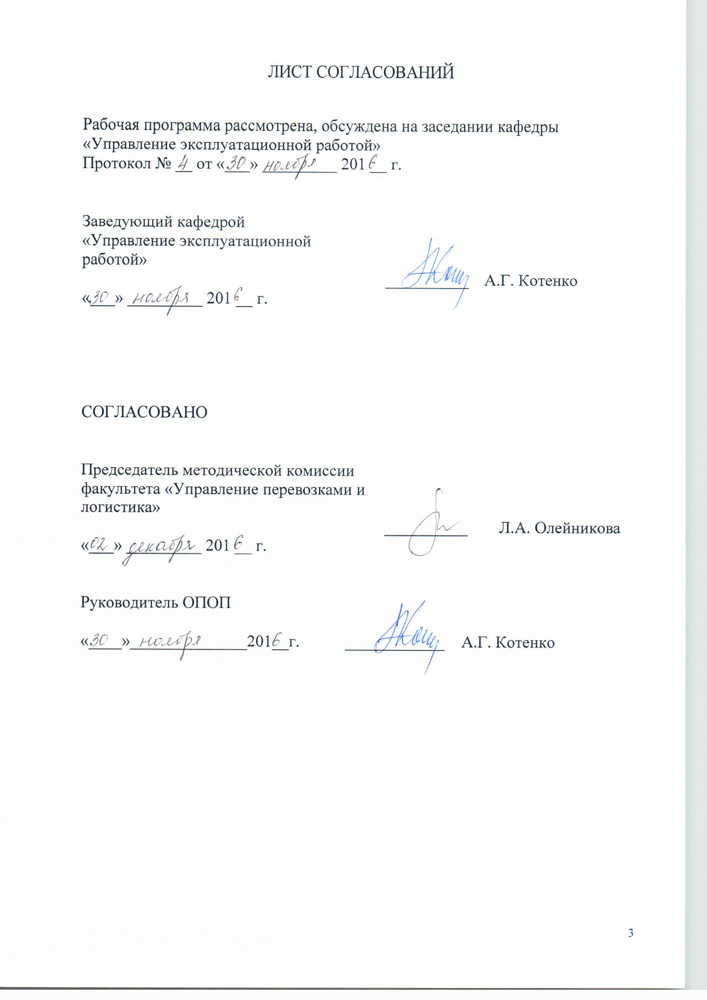 ЛИСТ СОГЛАСОВАНИЙ
Рабочая программа рассмотрена, обсуждена на заседании кафедры
«Управление эксплуатационной работой»
Протокол № 4 от «30» ноября 2016 г.
Заведующий кафедрой
«Управление эксплуатационной
работой»
А.Г. Котенко
«30» ноября 2016 г.
СОГЛАСОВАНО
Председатель методической комиссии
факультета «Управление перевозками и
логистика»
Л.А. Олейникова
«02» декабря 2016 г.
Руководитель ОПОП
«30» ноября 2016 г. А.Г. Котенко
3